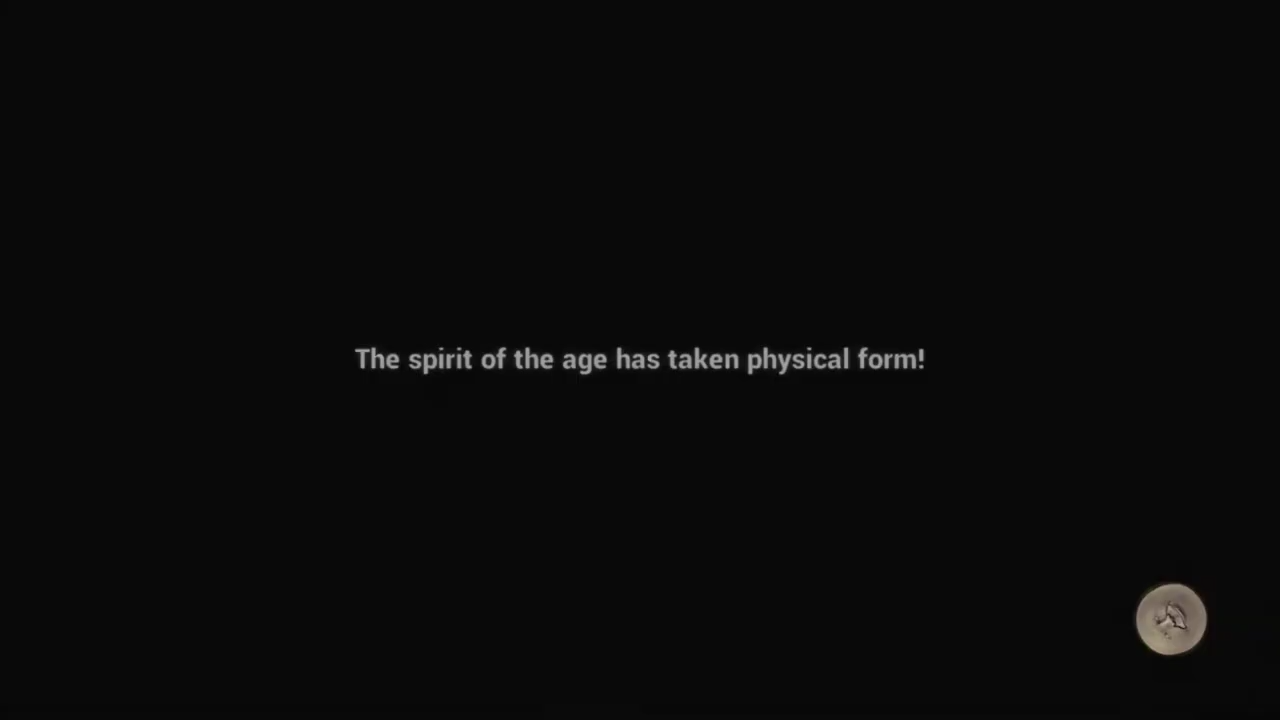 The spirit of the age has taken physical form!